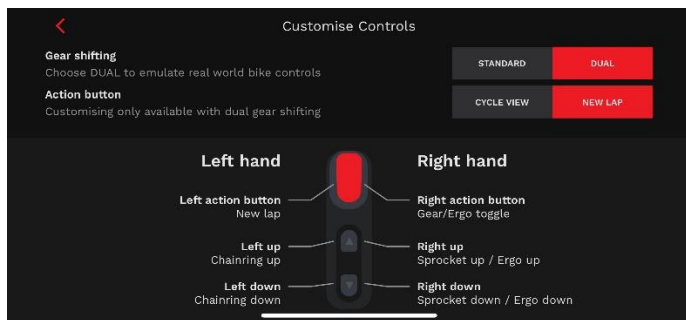 Customise Controls
Gear shifting
Choose DUAL to emulate real world bike controls
STANDARD
DUAL
Action button
Customising only available with dual gear shifting
CYCLE VIEW
NEW LAP
Left hand
Right hand
Left action button
New lap
Right action button
Gear/Ergo toggle
Left up
Chainring up
Right up
Sprocket up / Ergo up
Left down
Chainring down
Right down
Sprocket down / Ergo down